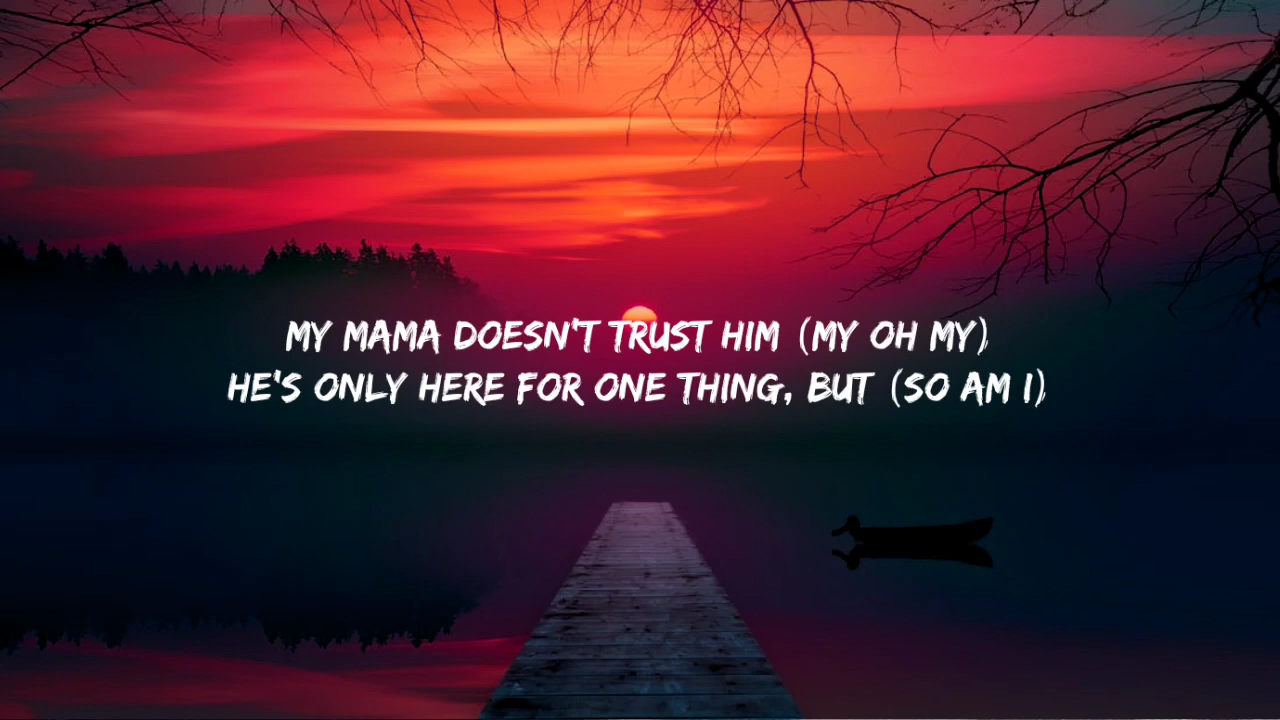 MY MAMA DOESN'T TRUST HIM (MY OH MY)
HE'S ONLY HERE FOR ONE THING, BUT (SO AM I)